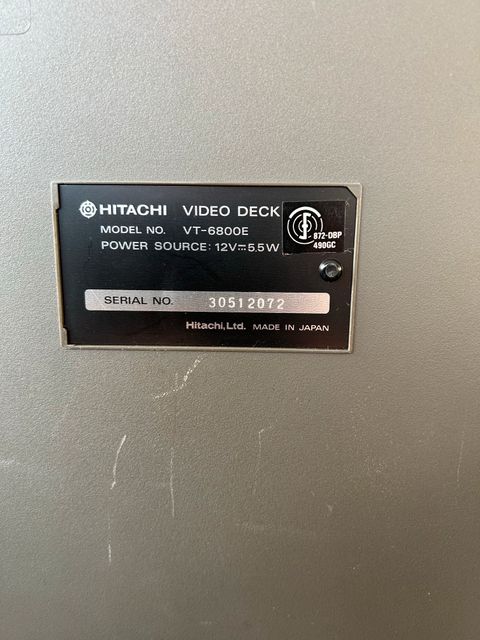 HITACHI VIDEO DECK
MODEL NO. VT-6800E
POWER SOURCE: 12V⎓5.5W
872-DBP
490GC
SERIAL NO. 30512072
Hitachi, Ltd. MADE IN JAPAN